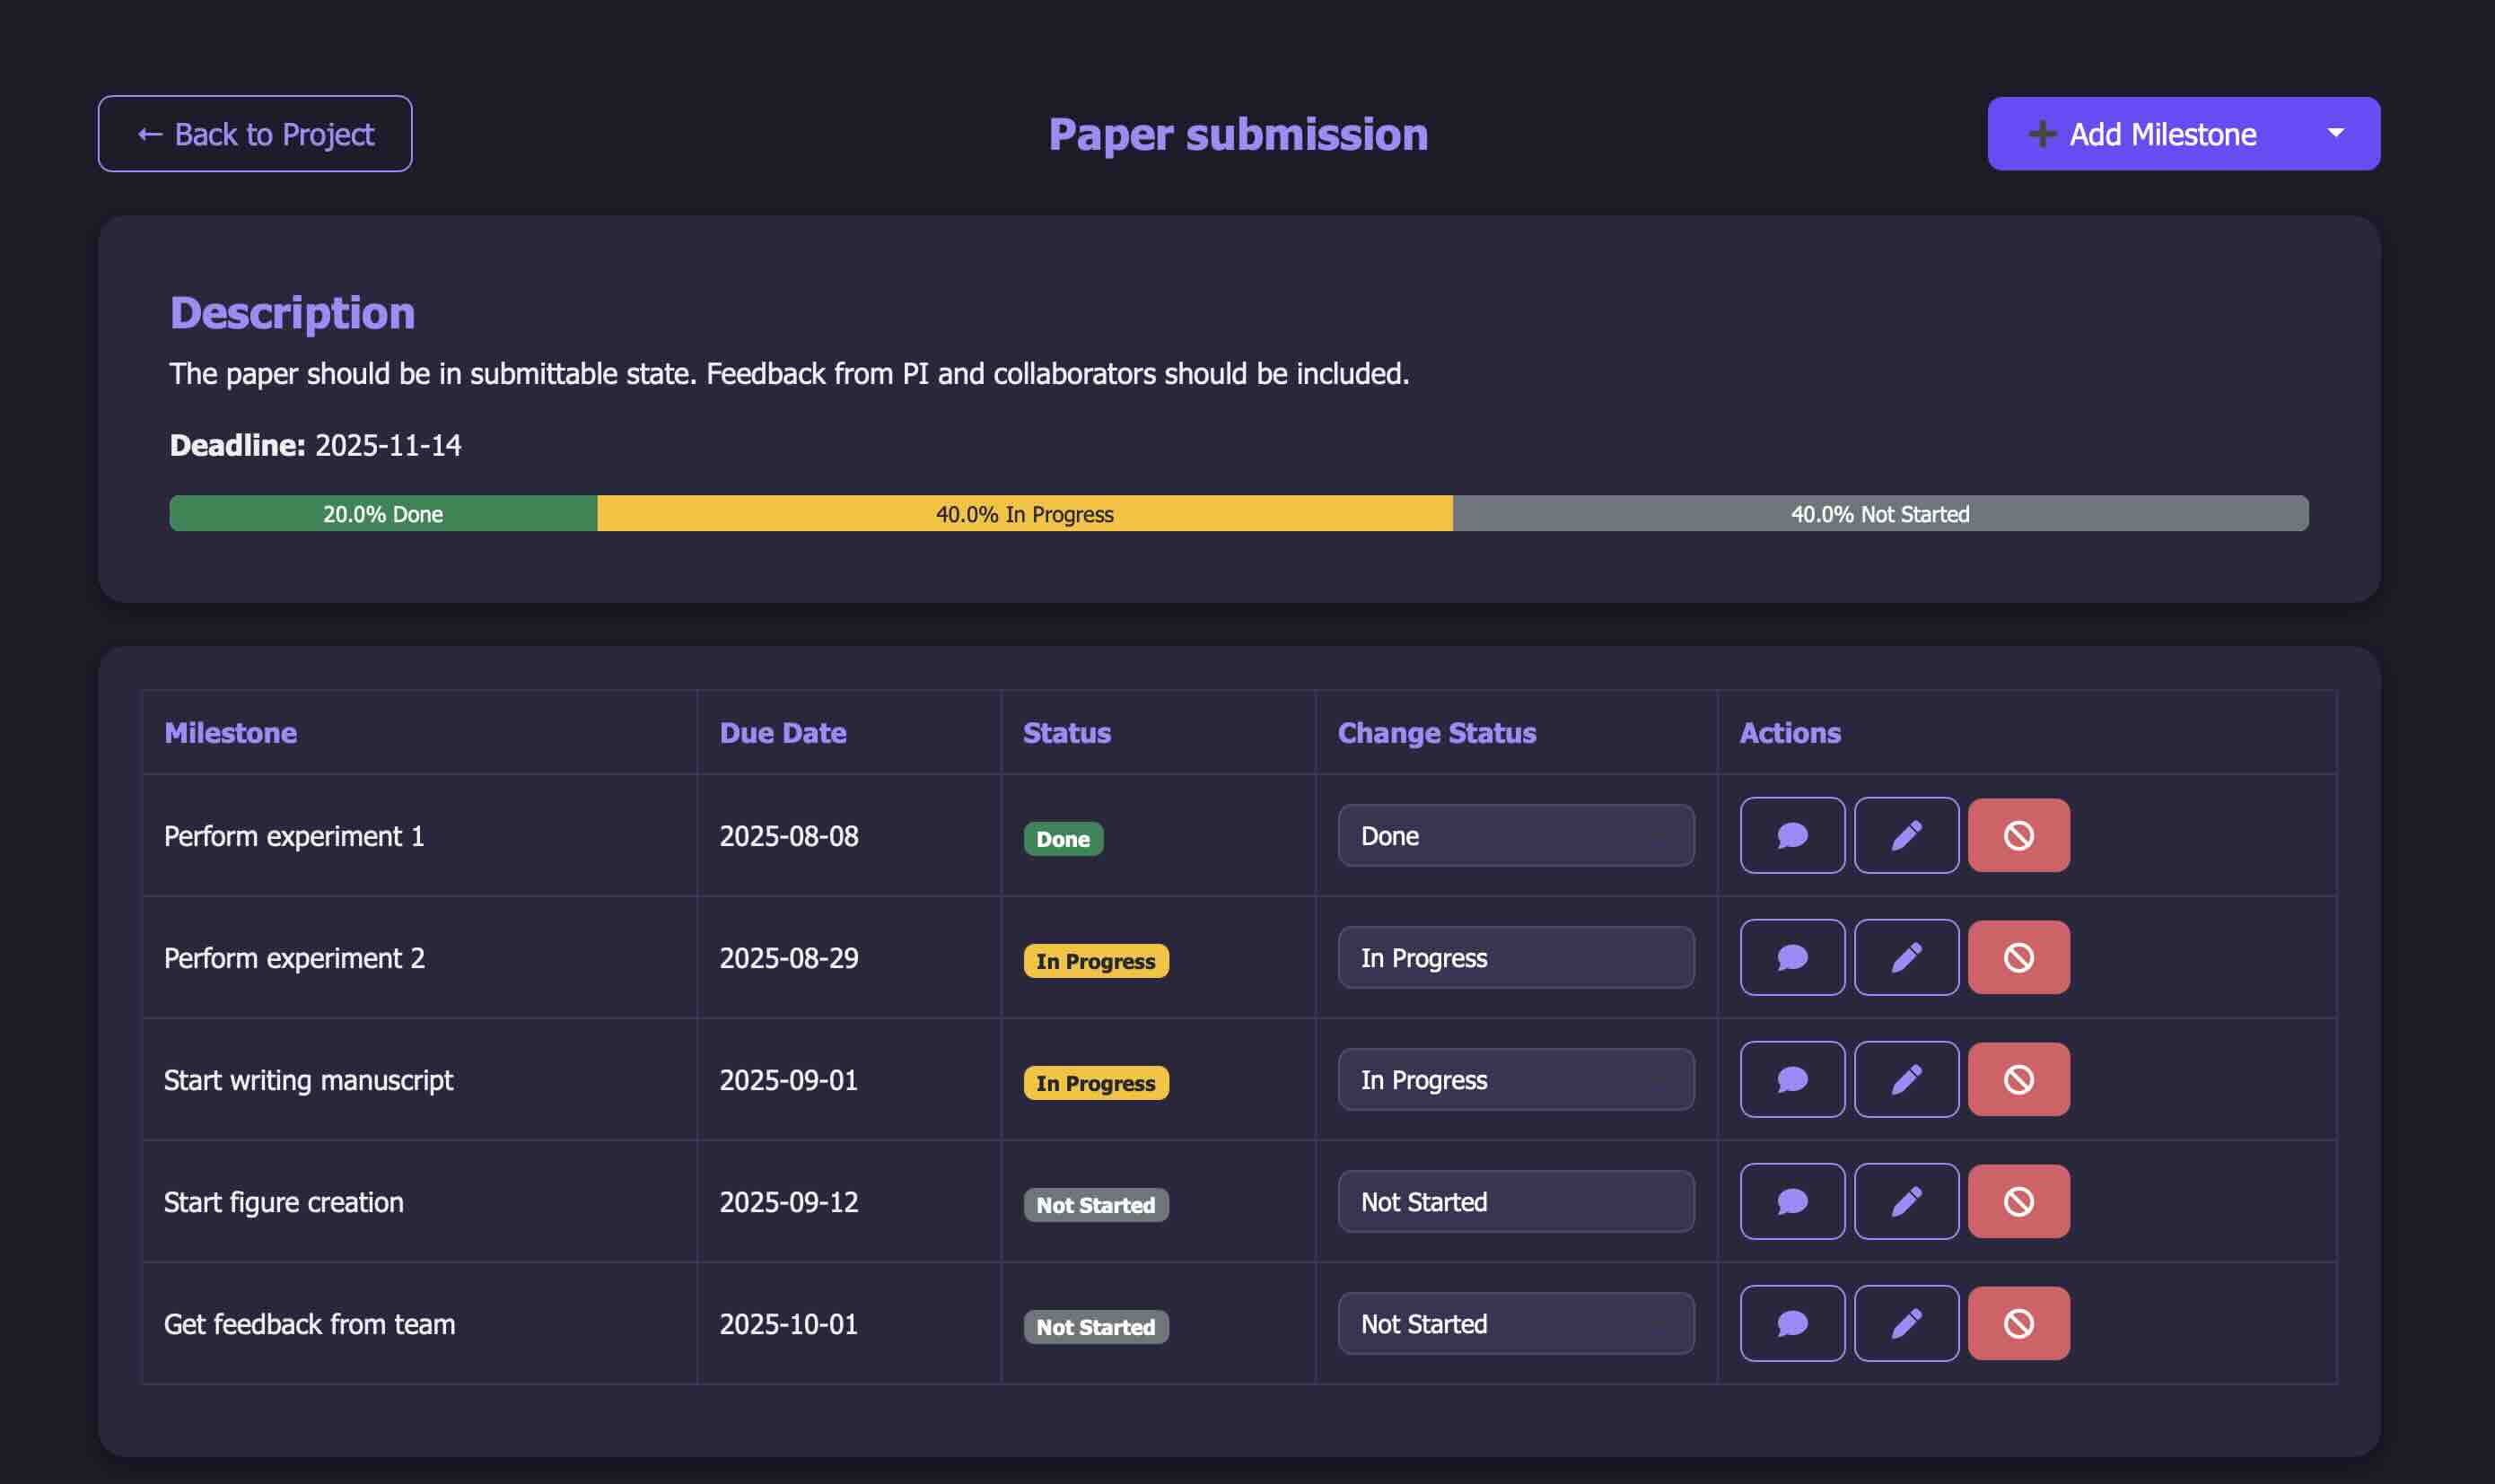 ← Back to Project
Paper submission
➕ Add Milestone
Description
The paper should be in submittable state. Feedback from PI and collaborators should be included.
Deadline: 2025-11-14
20.0% Done 40.0% In Progress 40.0% Not Started
Milestone Due Date Status Change Status Actions
Perform experiment 1 2025-08-08 Done Done
Perform experiment 2 2025-08-29 In Progress In Progress
Start writing manuscript 2025-09-01 In Progress In Progress
Start figure creation 2025-09-12 Not Started Not Started
Get feedback from team 2025-10-01 Not Started Not Started